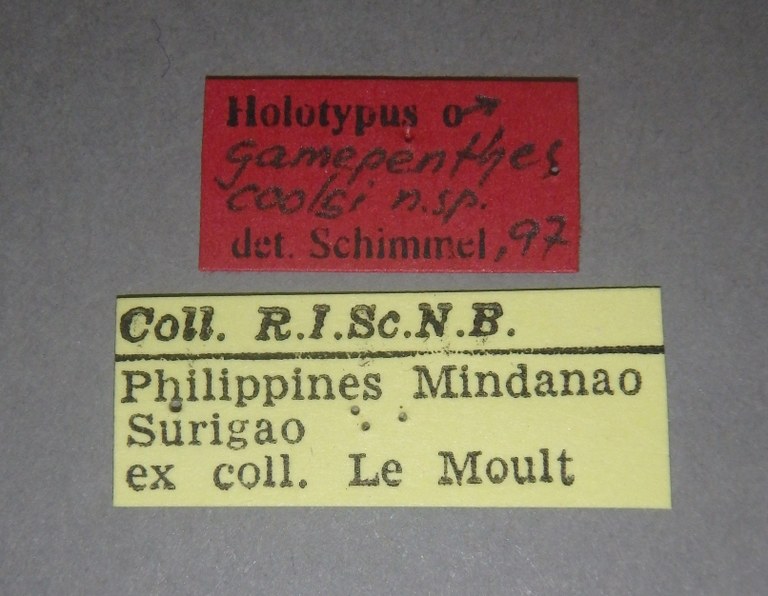 Holotypus ♂
Gamepenthes
coolsi n.sp.
det. Schimmel, 97
Coll. R.I.Sc.N.B.
Philippines Mindanao
Surigao
ex coll. Le Moult